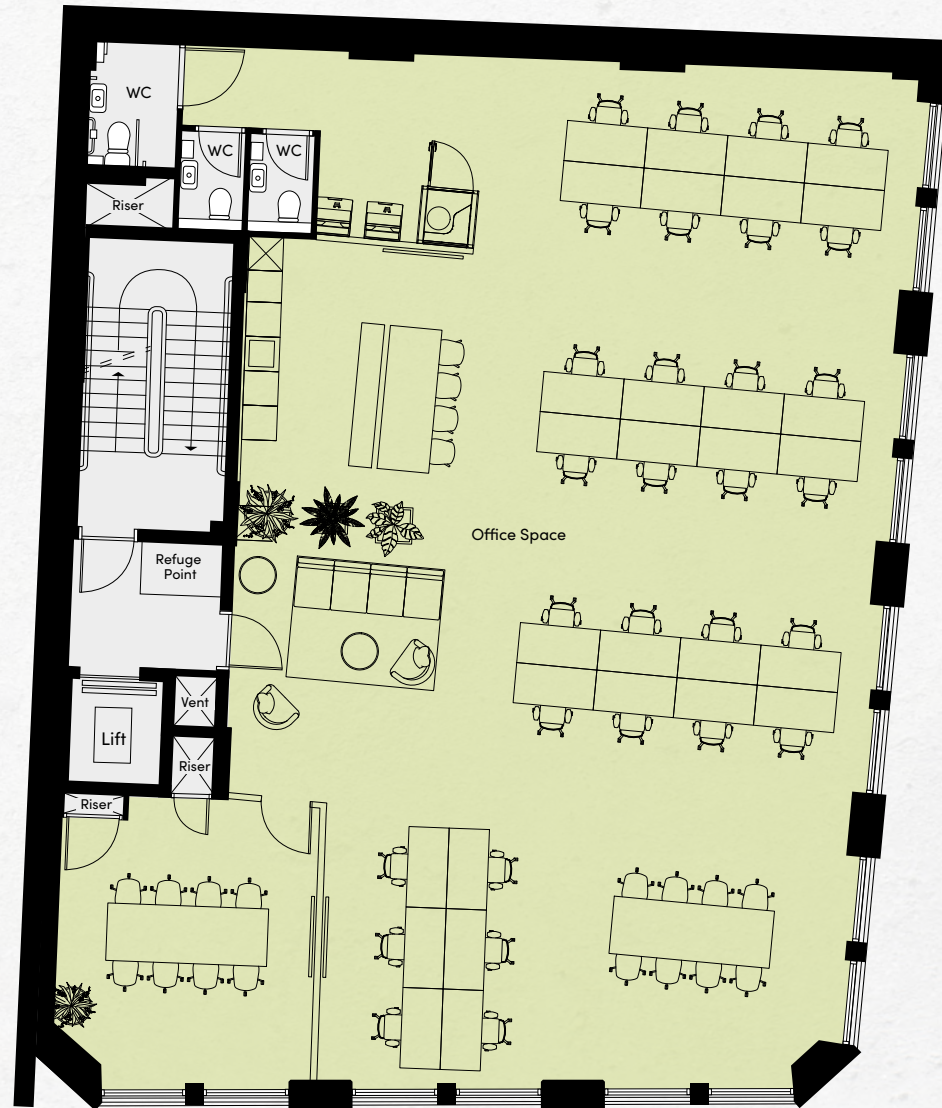 WC
WC
WC
Riser
Office Space
Refuge
Point
Vent
Lift
Riser
Riser